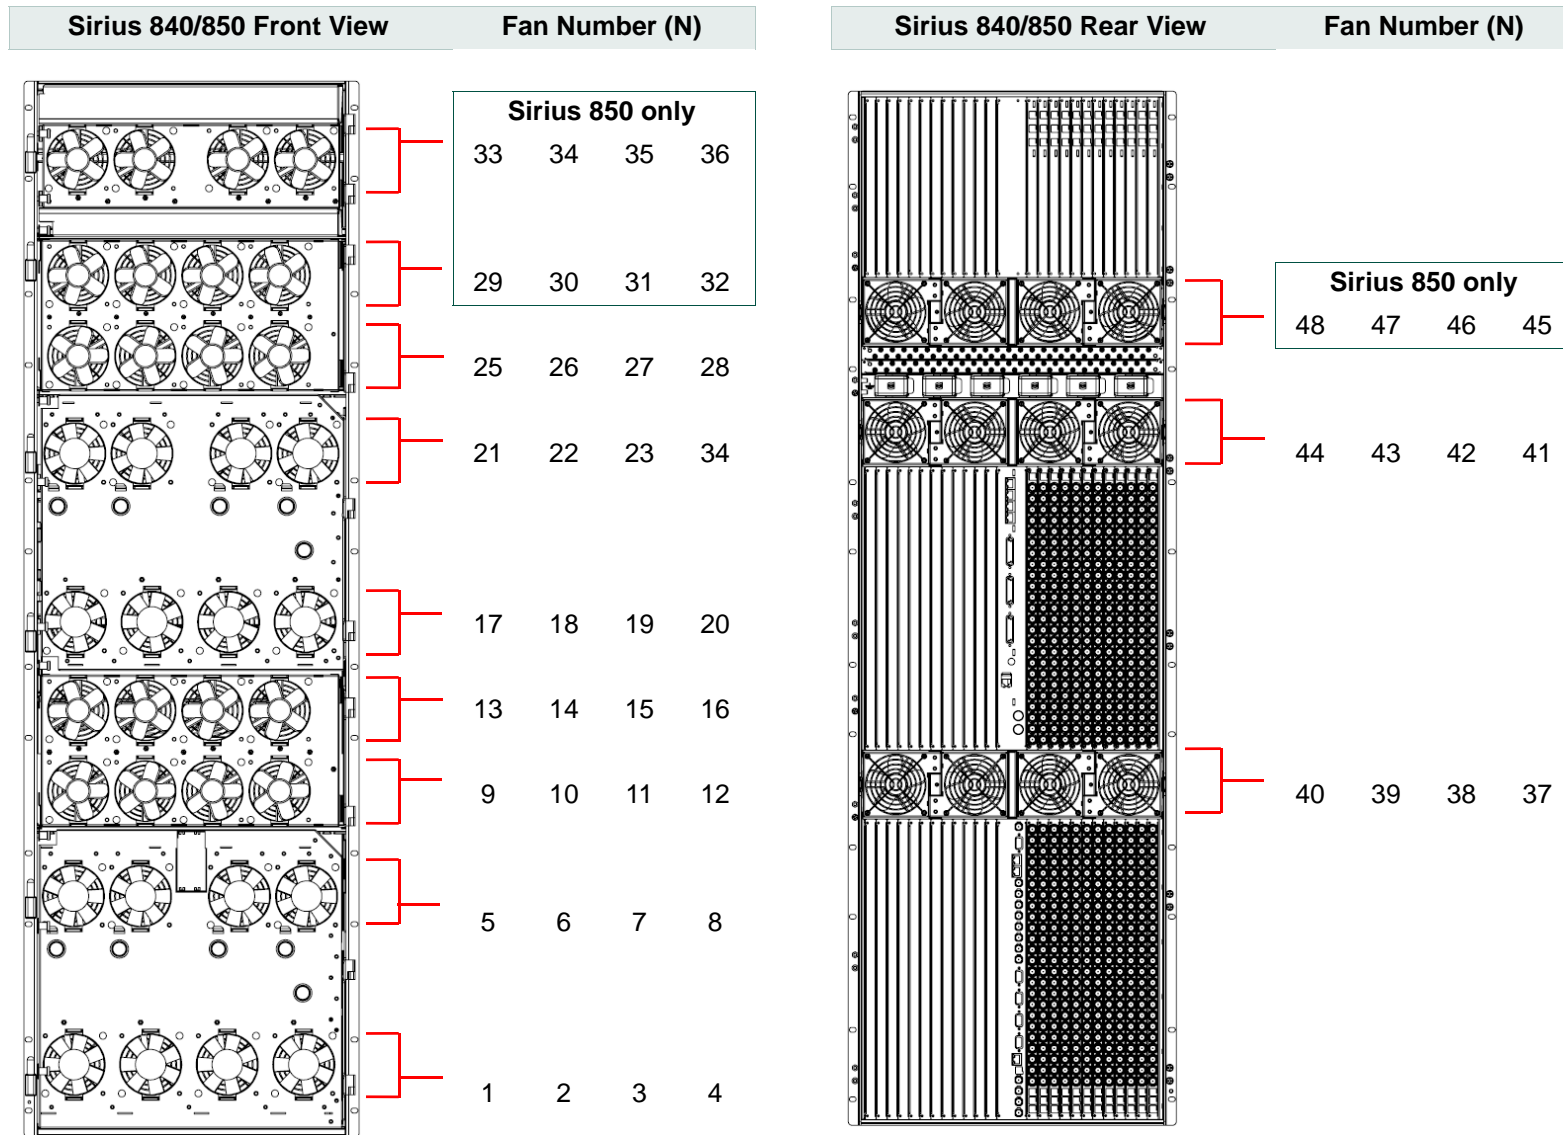 Sirius 840/850 Front View Fan Number (N)
Sirius 850 only
33 34 35 36
29 30 31 32
25 26 27 28
21 22 23 34
17 18 19 20
13 14 15 16
9 10 11 12
5 6 7 8
1 2 3 4
Sirius 840/850 Rear View Fan Number (N)
Sirius 850 only
48 47 46 45
44 43 42 41
40 39 38 37